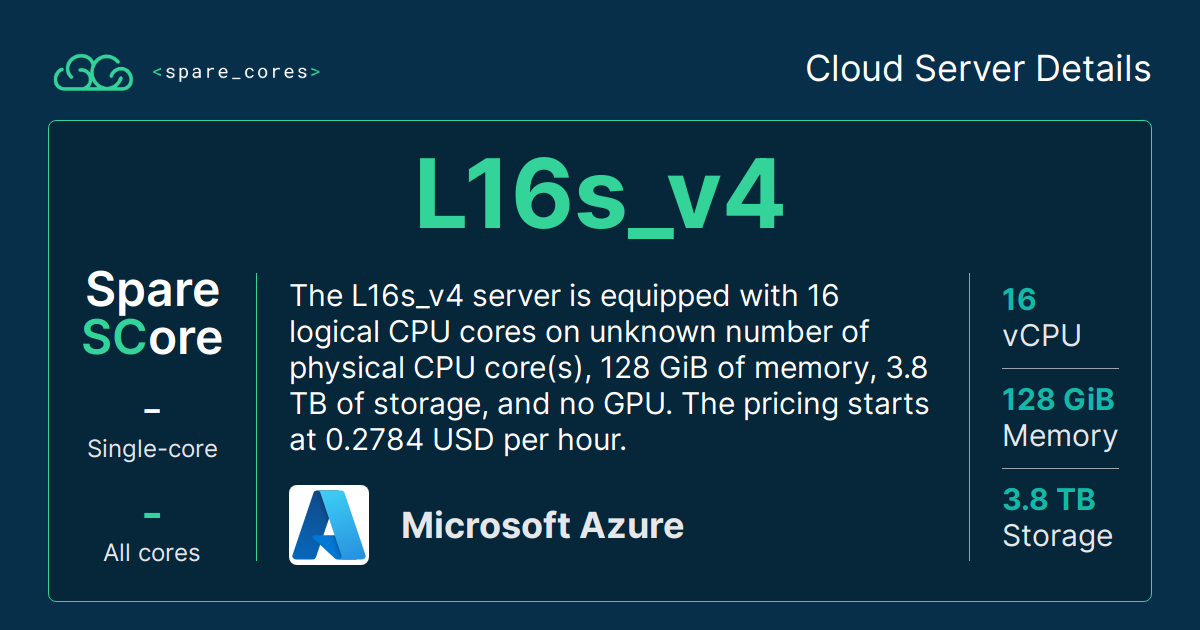 <spare_cores>
Cloud Server Details
L16s_v4
Spare
SCore
–
Single-core
–
All cores
The L16s_v4 server is equipped with 16
logical CPU cores on unknown number of
physical CPU core(s), 128 GiB of memory, 3.8
TB of storage, and no GPU. The pricing starts
at 0.2784 USD per hour.
Microsoft Azure
16
vCPU
128 GiB
Memory
3.8 TB
Storage